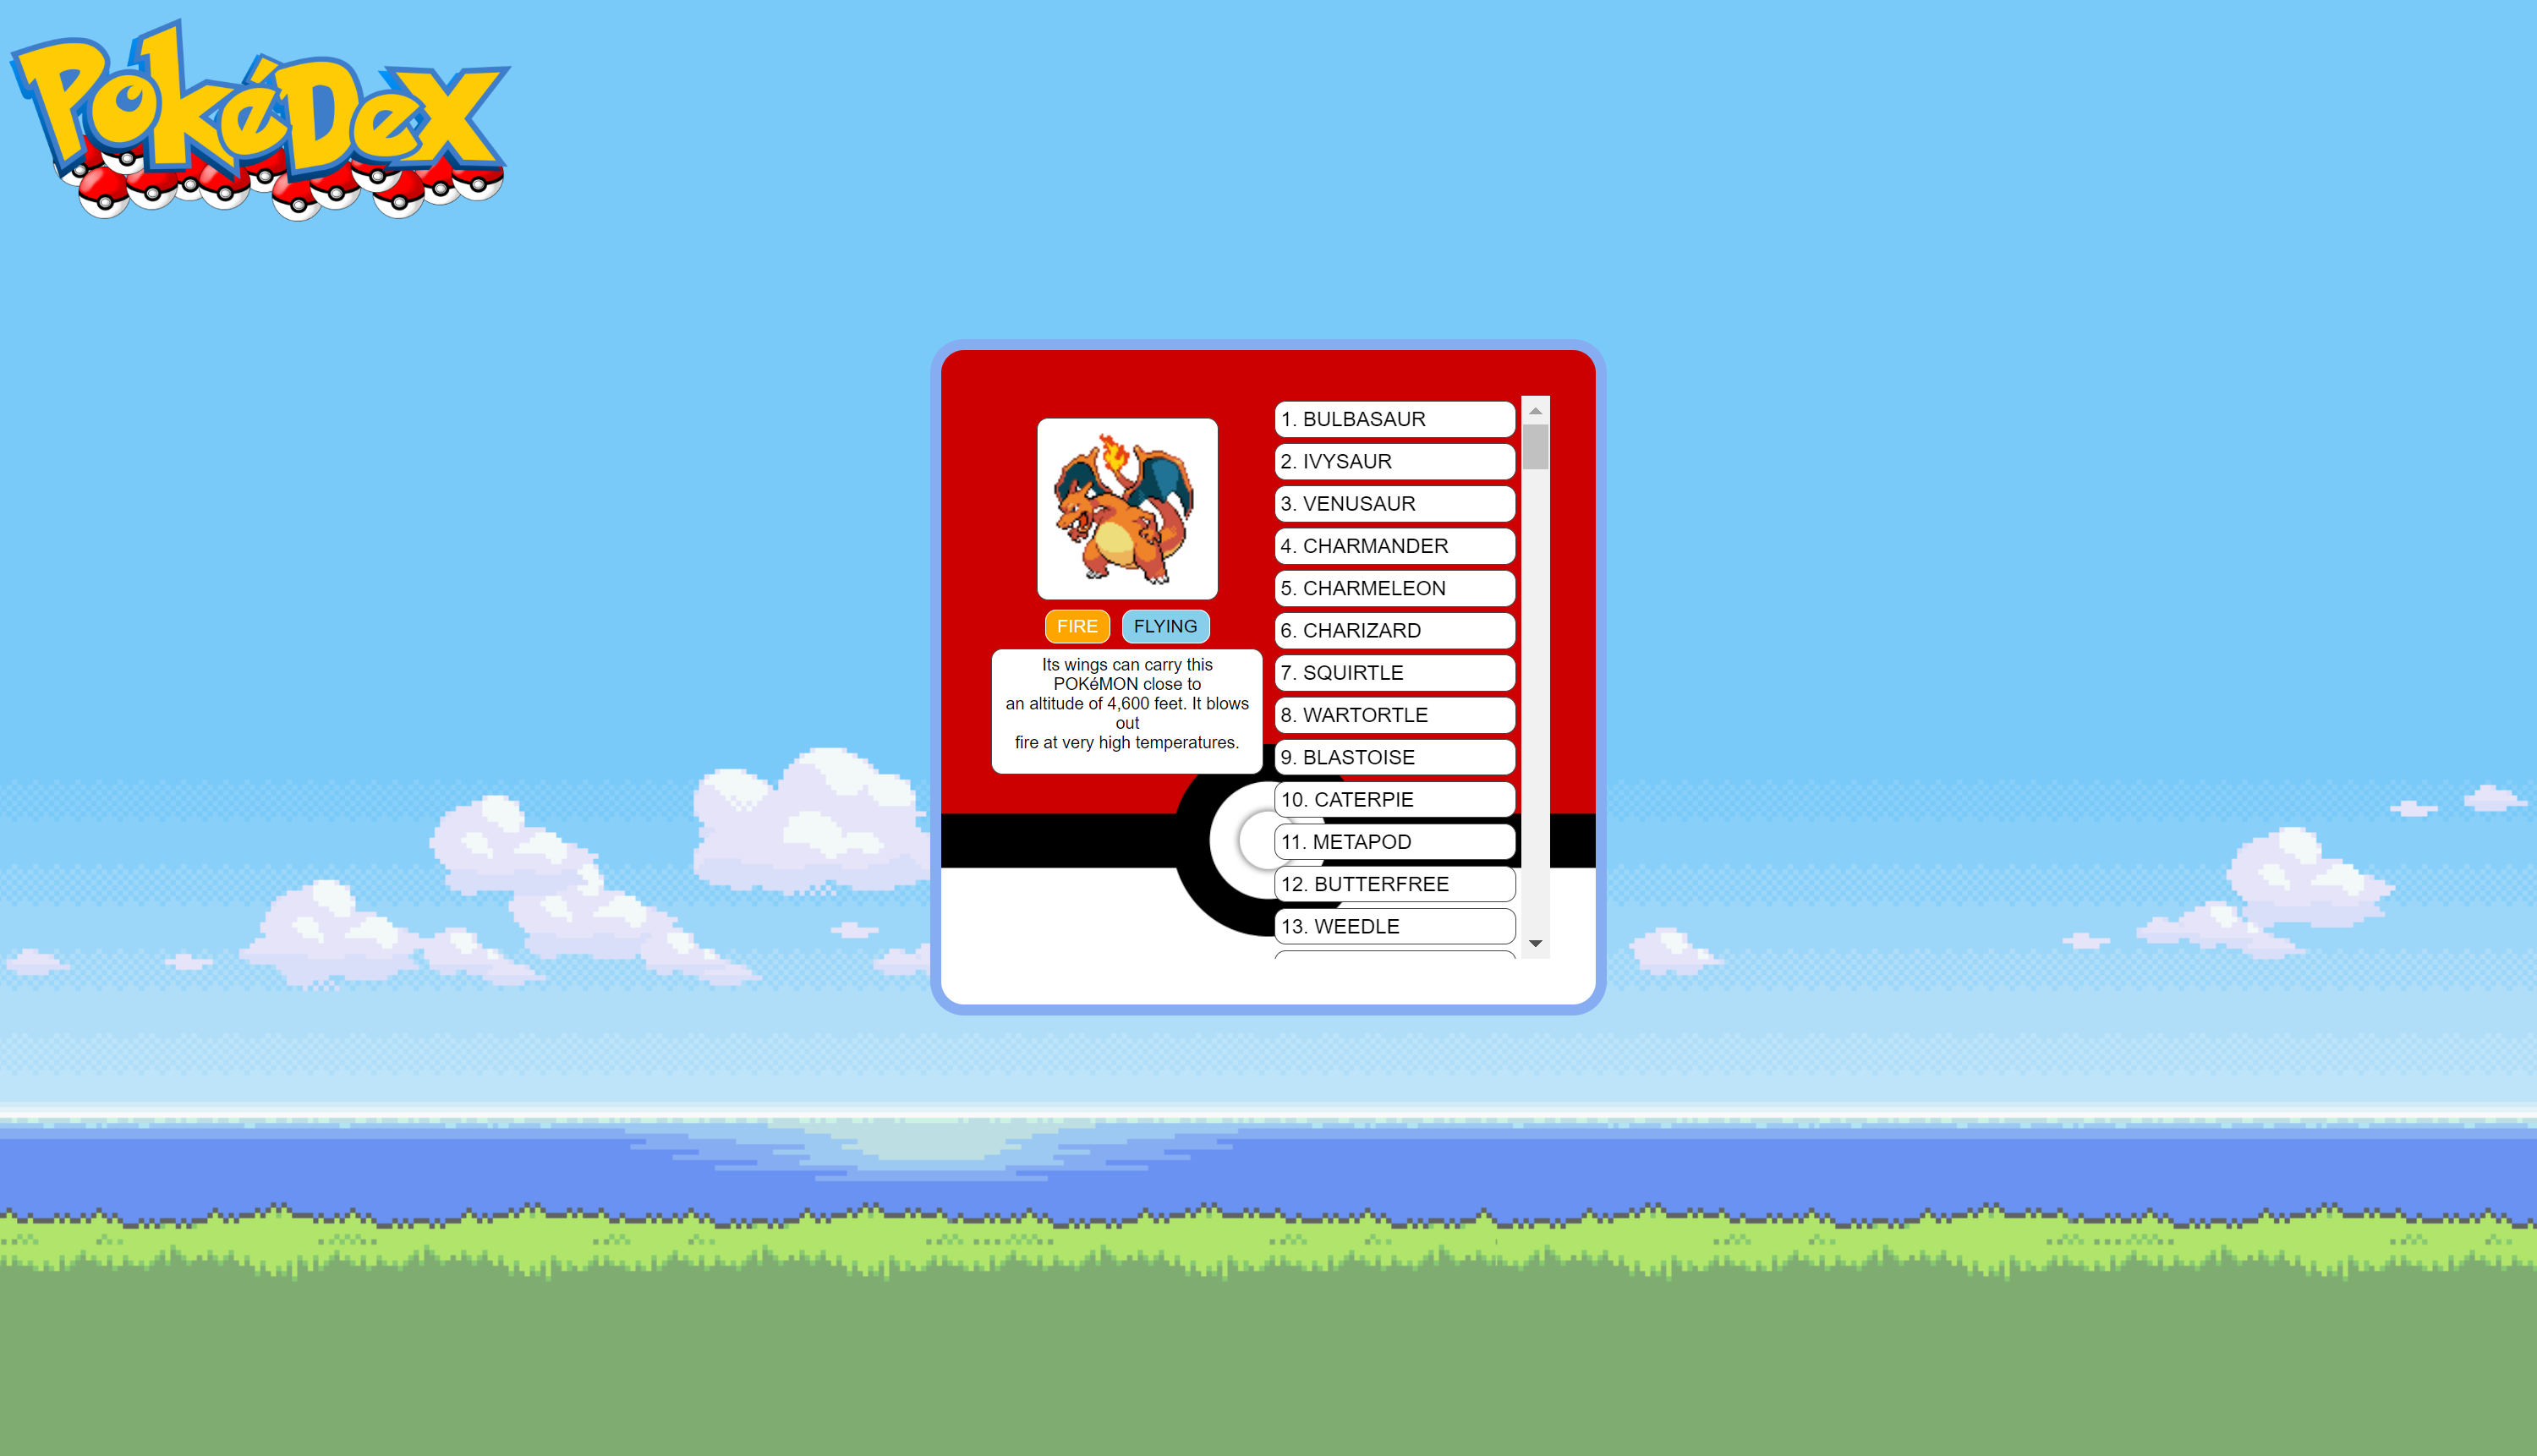 PokéDex
FIRE
FLYING
Its wings can carry this
POKéMON close to
an altitude of 4,600 feet. It blows
out
fire at very high temperatures.
1. BULBASAUR
2. IVYSAUR
3. VENUSAUR
4. CHARMANDER
5. CHARMELEON
6. CHARIZARD
7. SQUIRTLE
8. WARTORTLE
9. BLASTOISE
10. CATERPIE
11. METAPOD
12. BUTTERFREE
13. WEEDLE